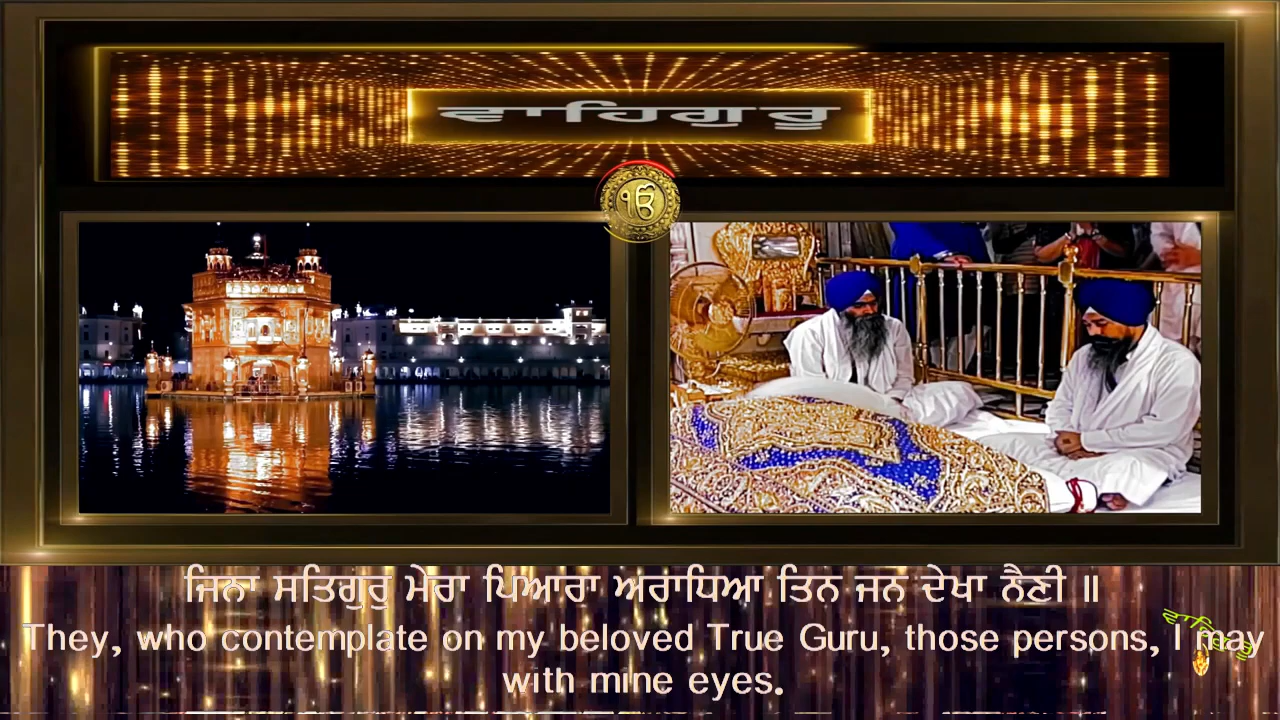 ਵਾਹਿਗੁਰੂ
ੴ
ਜਿਨਾ ਸਤਿਗੁਰੁ ਮੇਰਾ ਪਿਆਰਾ ਅਰਾਧਿਆ ਤਿਨ ਜਨ ਦੇਖਾ ਨੈਣੀ ॥
They, who contemplate on my beloved True Guru, those persons, I may
with mine eyes.
ਵਾਹਿਗੁਰੂ